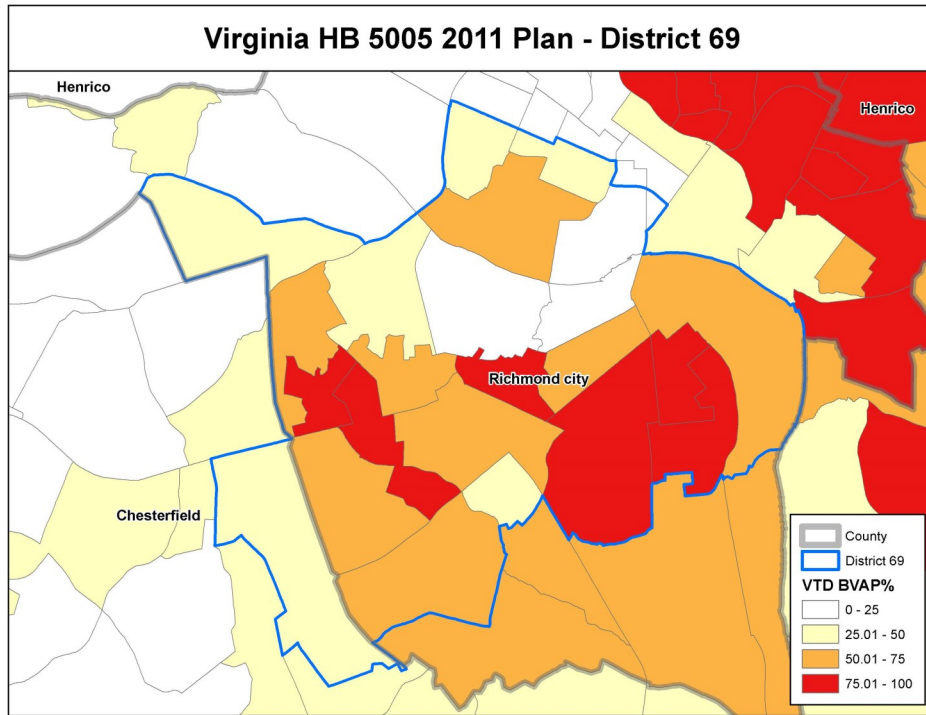 Virginia HB 5005 2011 Plan - District 69
Henrico
Henrico
Richmond city
Chesterfield
County
District 69
VTD BVAP%
0 - 25
25.01 - 50
50.01 - 75
75.01 - 100